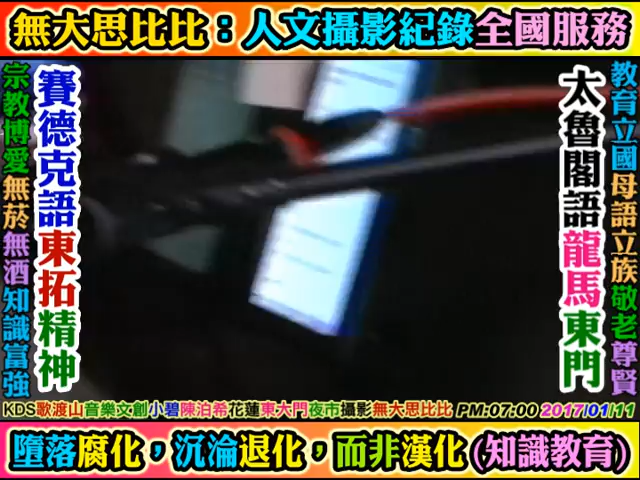 無大思比比：人文攝影紀錄全國服務
教育立國母語立族敬老尊賢
太魯閣語龍馬東門
賽德克語東拓精神
宗教博愛無菸無酒知識富強
KDS歌渡山音樂文創小碧陳泊希花蓮東大門夜市攝影無大思比比 PM:07:00 2017/01/11
墮落腐化，沉淪退化，而非漢化(知識教育)